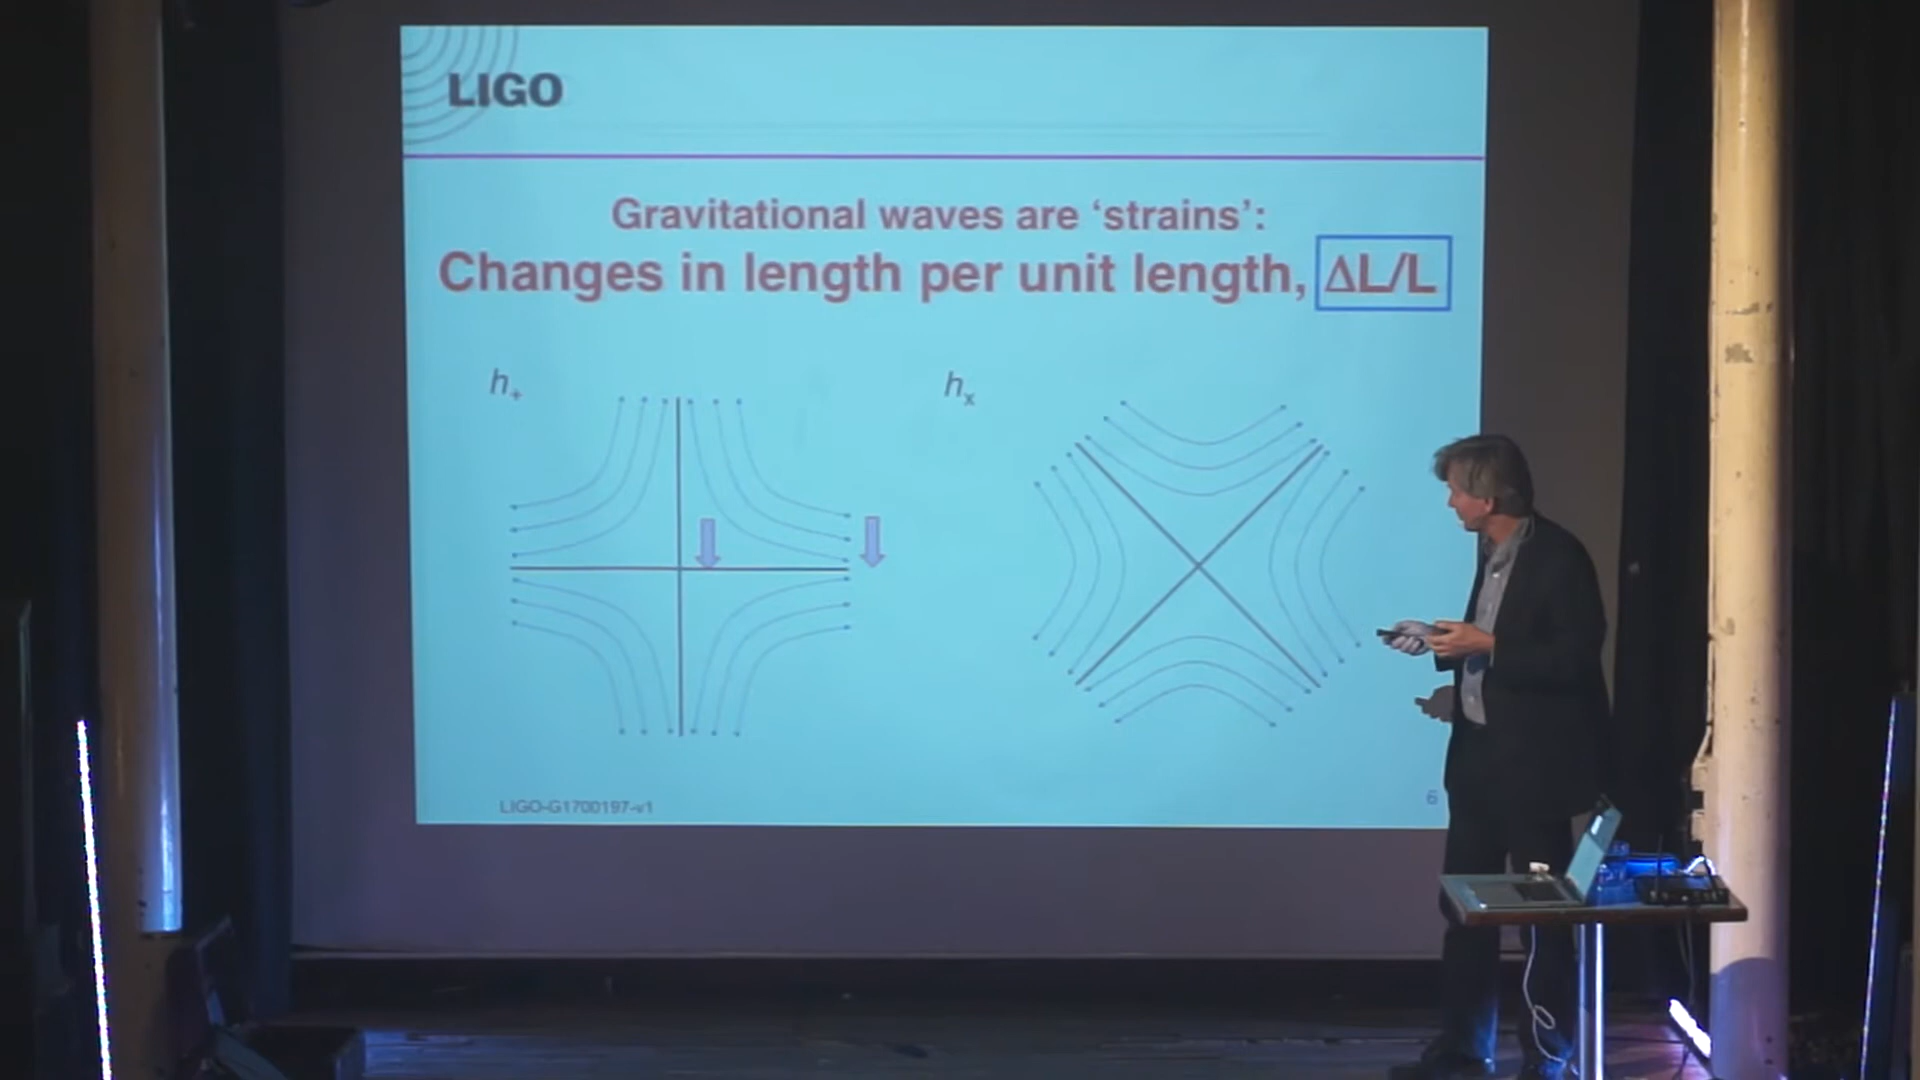 LIGO
Gravitational waves are ‘strains’:
Changes in length per unit length, ΔL/L
h+
hx
LIGO-G1700197-v1
6